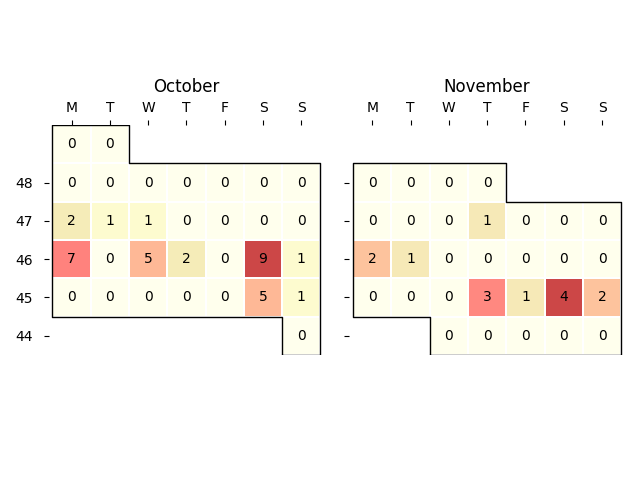 October November
M T W T F S S M T W T F S S
0 0
48 0 0 0 0 0 0 0 0 0 0 0
47 2 1 1 0 0 0 0 0 0 0 1 0 0 0
46 7 0 5 2 0 9 1 2 1 0 0 0 0 0
45 0 0 0 0 0 5 1 0 0 0 3 1 4 2
44 0 0 0 0 0 0